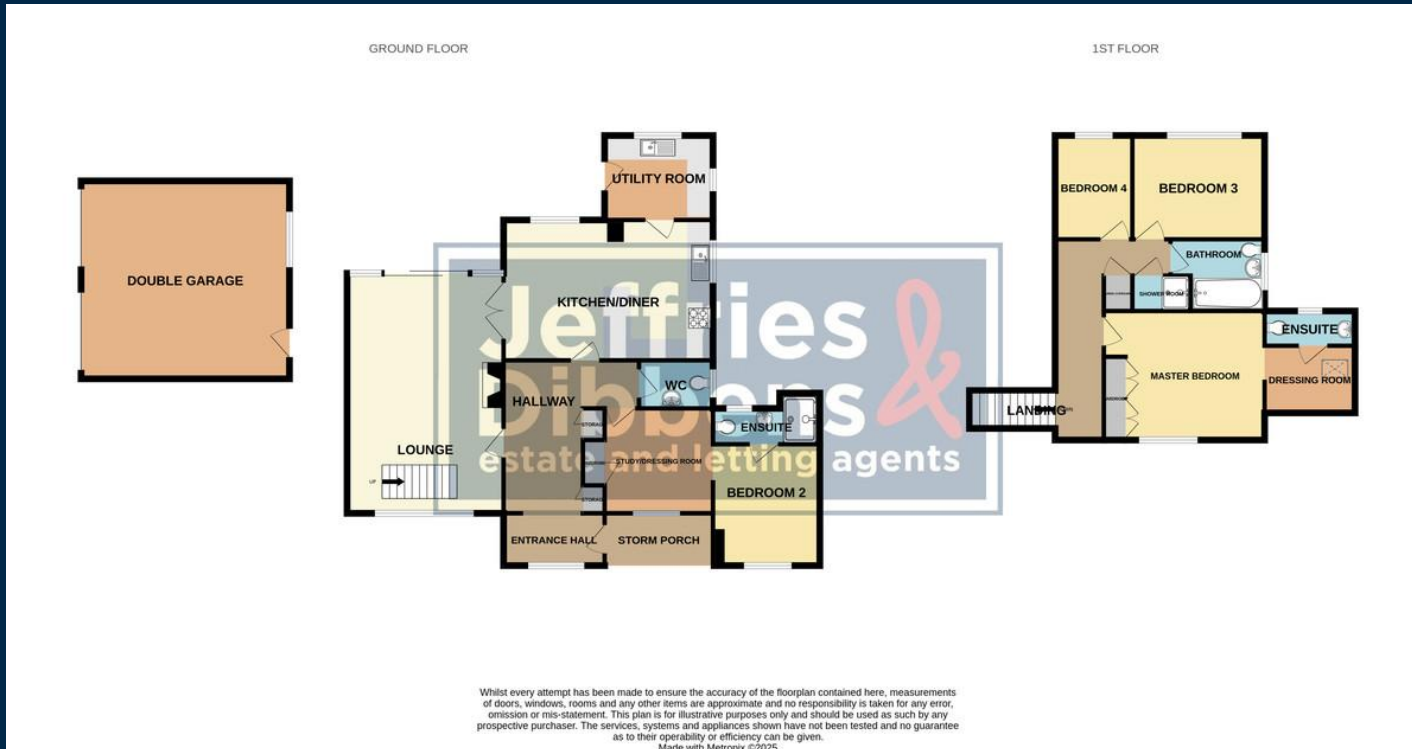 GROUND FLOOR
1ST FLOOR
UTILITY ROOM
DOUBLE GARAGE
KITCHEN/DINER
WC
HALLWAY
STORAGE
STUDY/DRESSING ROOM
STORAGE
LOUNGE
UP
ENSUITE
BEDROOM 2
ENTRANCE HALL
STORM PORCH
BEDROOM 4
BEDROOM 3
BATHROOM
SHOWER ROOM
ENSUITE
MASTER BEDROOM
DRESSING ROOM
LANDING
Jeffries
&
Dibbens
estate and letting agents
Whilst every attempt has been made to ensure the accuracy of the floorplan contained here, measurements
of doors, windows, rooms and any other items are approximate and no responsibility is taken for any error,
omission or mis-statement. This plan is for illustrative purposes only and should be used as such by any
prospective purchaser. The services, systems and appliances shown have not been tested and no guarantee
as to their operability or efficiency can be given.
Made with Metropix ©2025